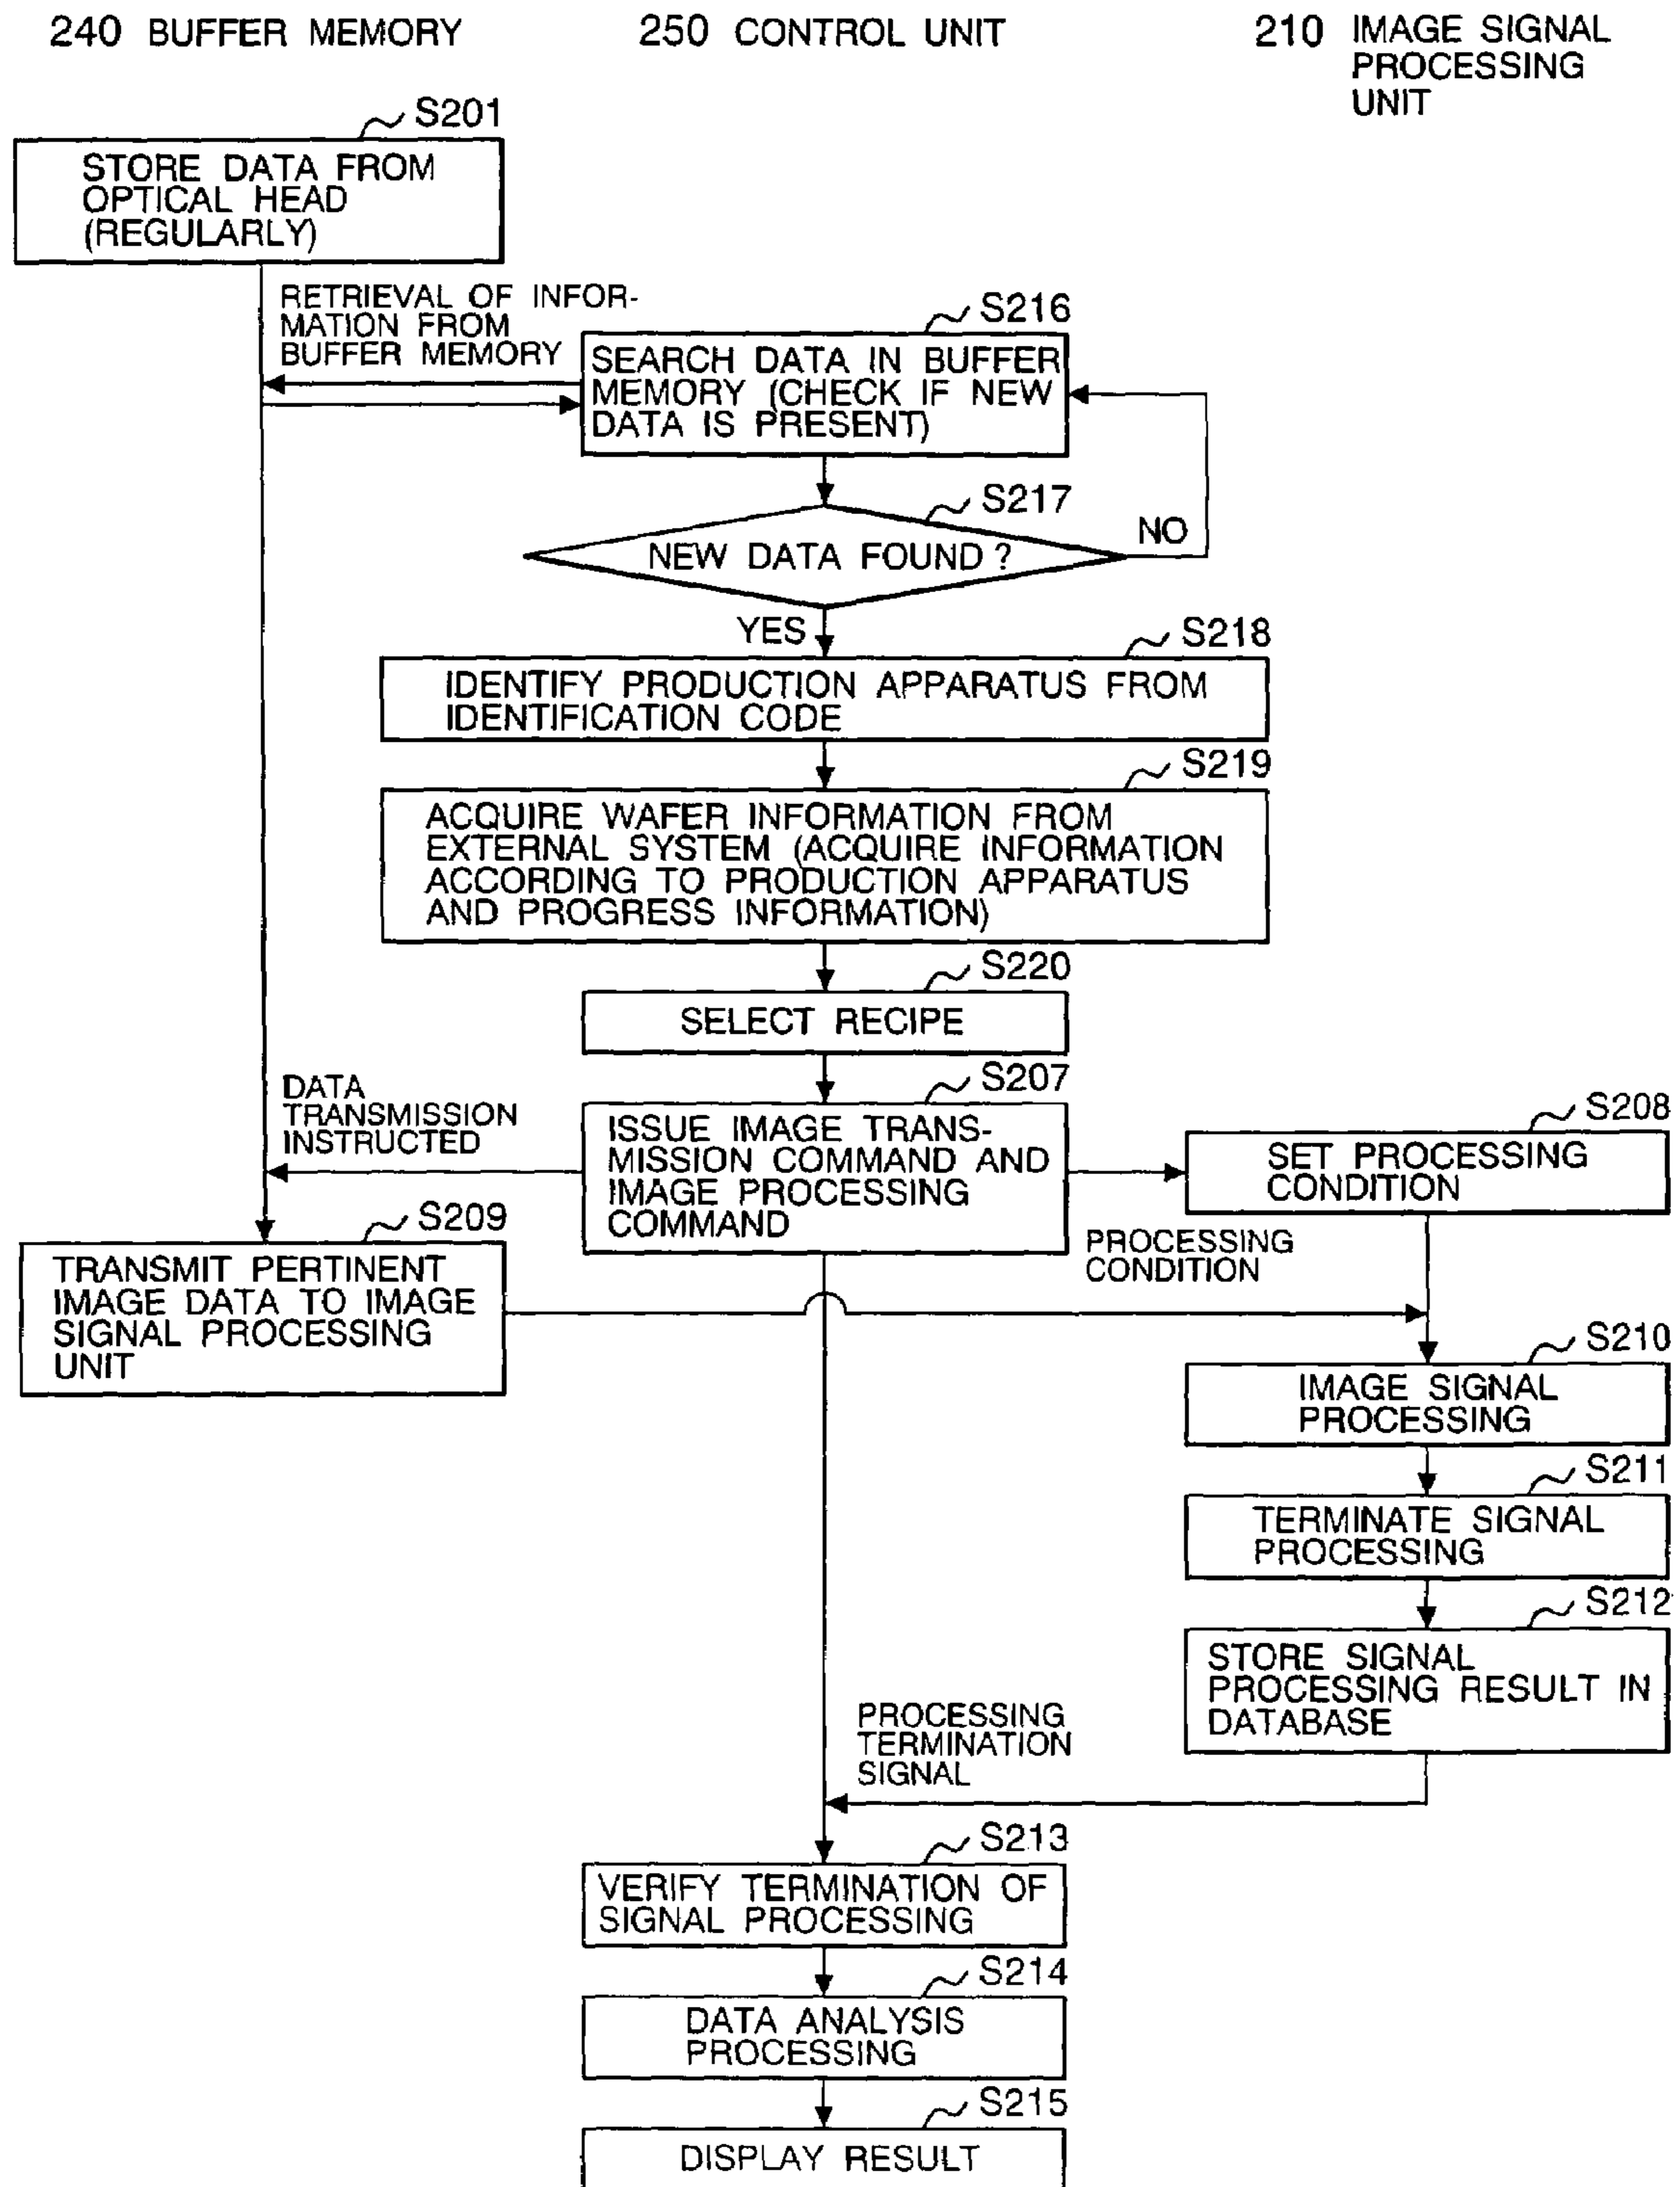 240 BUFFER MEMORY
250 CONTROL UNIT
210 IMAGE SIGNAL
PROCESSING
UNIT
S201
STORE DATA FROM
OPTICAL HEAD
(REGULARLY)
RETRIEVAL OF INFOR-
MATION FROM
BUFFER MEMORY
S216
SEARCH DATA IN BUFFER
MEMORY (CHECK IF NEW
DATA IS PRESENT)
S217
NEW DATA FOUND ?
NO
YES
S218
IDENTIFY PRODUCTION APPARATUS FROM
IDENTIFICATION CODE
S219
ACQUIRE WAFER INFORMATION FROM
EXTERNAL SYSTEM (ACQUIRE INFORMATION
ACCORDING TO PRODUCTION APPARATUS
AND PROGRESS INFORMATION)
S220
SELECT RECIPE
S207
ISSUE IMAGE TRANS-
MISSION COMMAND AND
IMAGE PROCESSING
COMMAND
DATA
TRANSMISSION
INSTRUCTED
S208
SET PROCESSING
CONDITION
PROCESSING
CONDITION
S209
TRANSMIT PERTINENT
IMAGE DATA TO IMAGE
SIGNAL PROCESSING
UNIT
S210
IMAGE SIGNAL
PROCESSING
S211
TERMINATE SIGNAL
PROCESSING
S212
STORE SIGNAL
PROCESSING RESULT IN
DATABASE
PROCESSING
TERMINATION
SIGNAL
S213
VERIFY TERMINATION OF
SIGNAL PROCESSING
S214
DATA ANALYSIS
PROCESSING
S215
DISPLAY RESULT